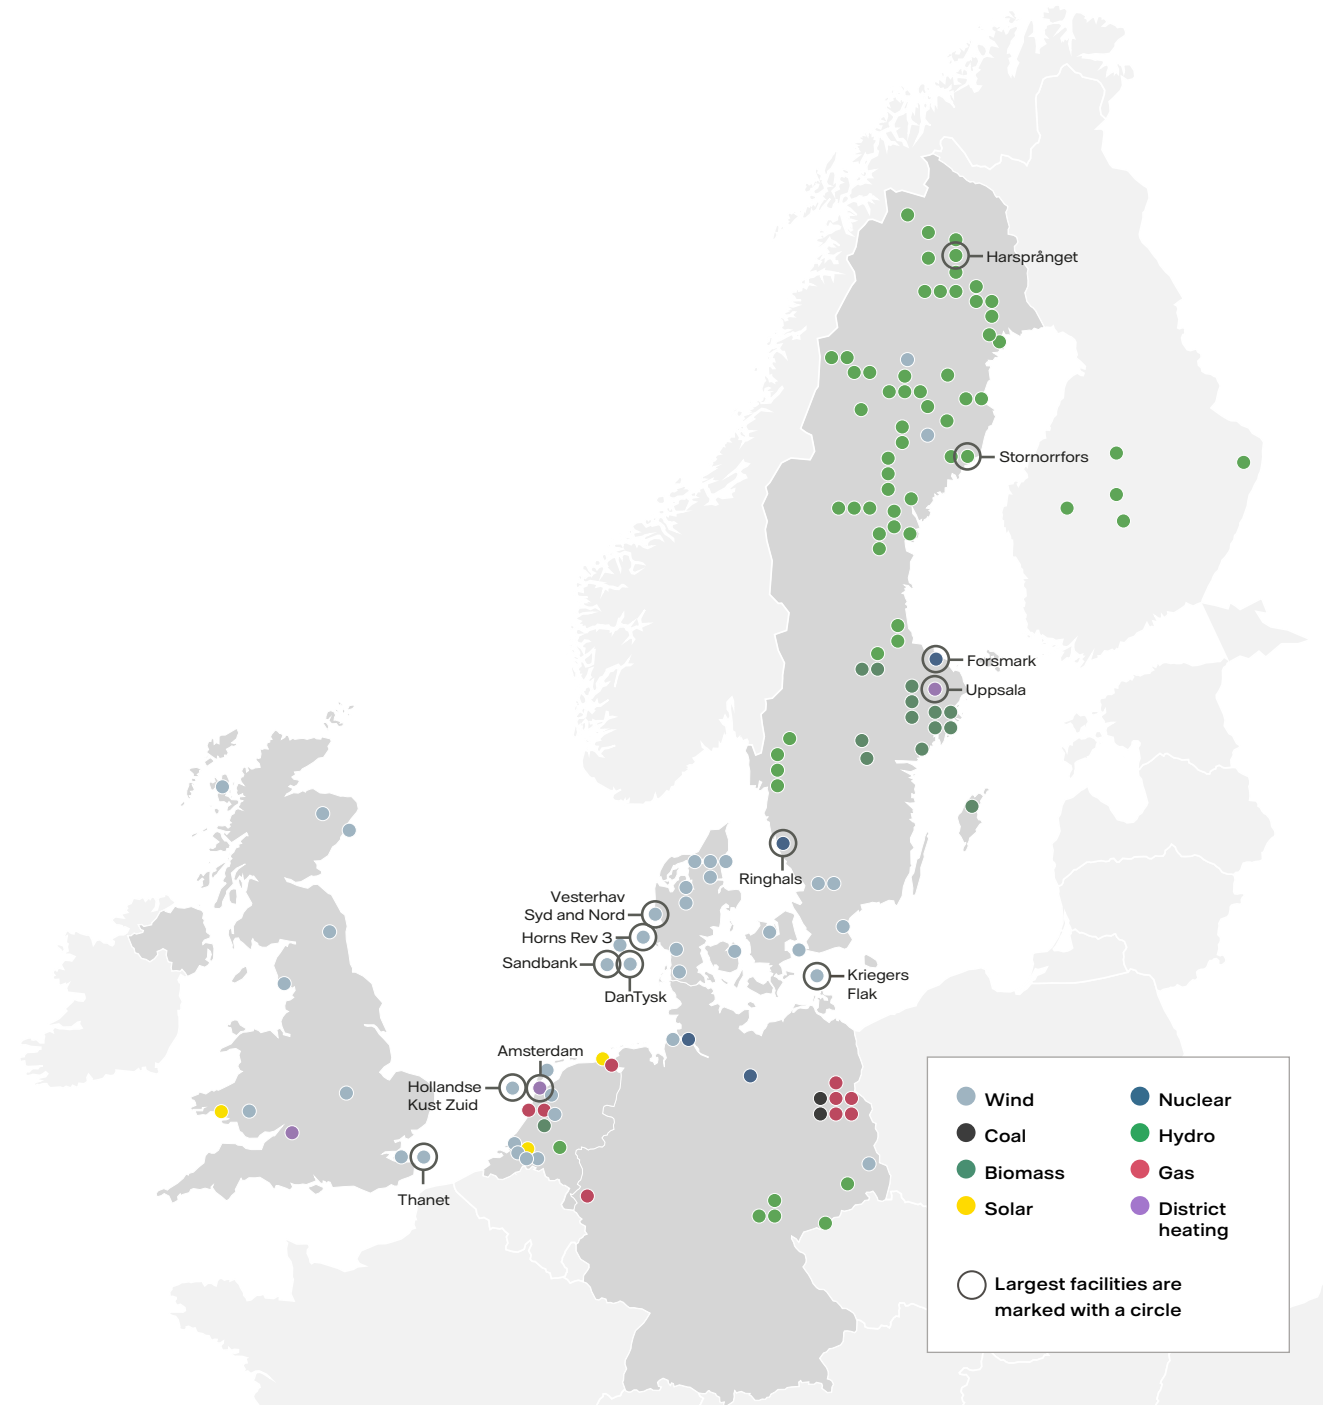 Harsprånget
Stornorrfors
Forsmark
Uppsala
Ringhals
Vesterhav
Syd and Nord
Horns Rev 3
Sandbank
DanTysk
Kriegers
Flak
Amsterdam
Hollandse
Kust Zuid
Thanet
Wind
Coal
Biomass
Solar
Nuclear
Hydro
Gas
District
heating
Largest facilities are
marked with a circle